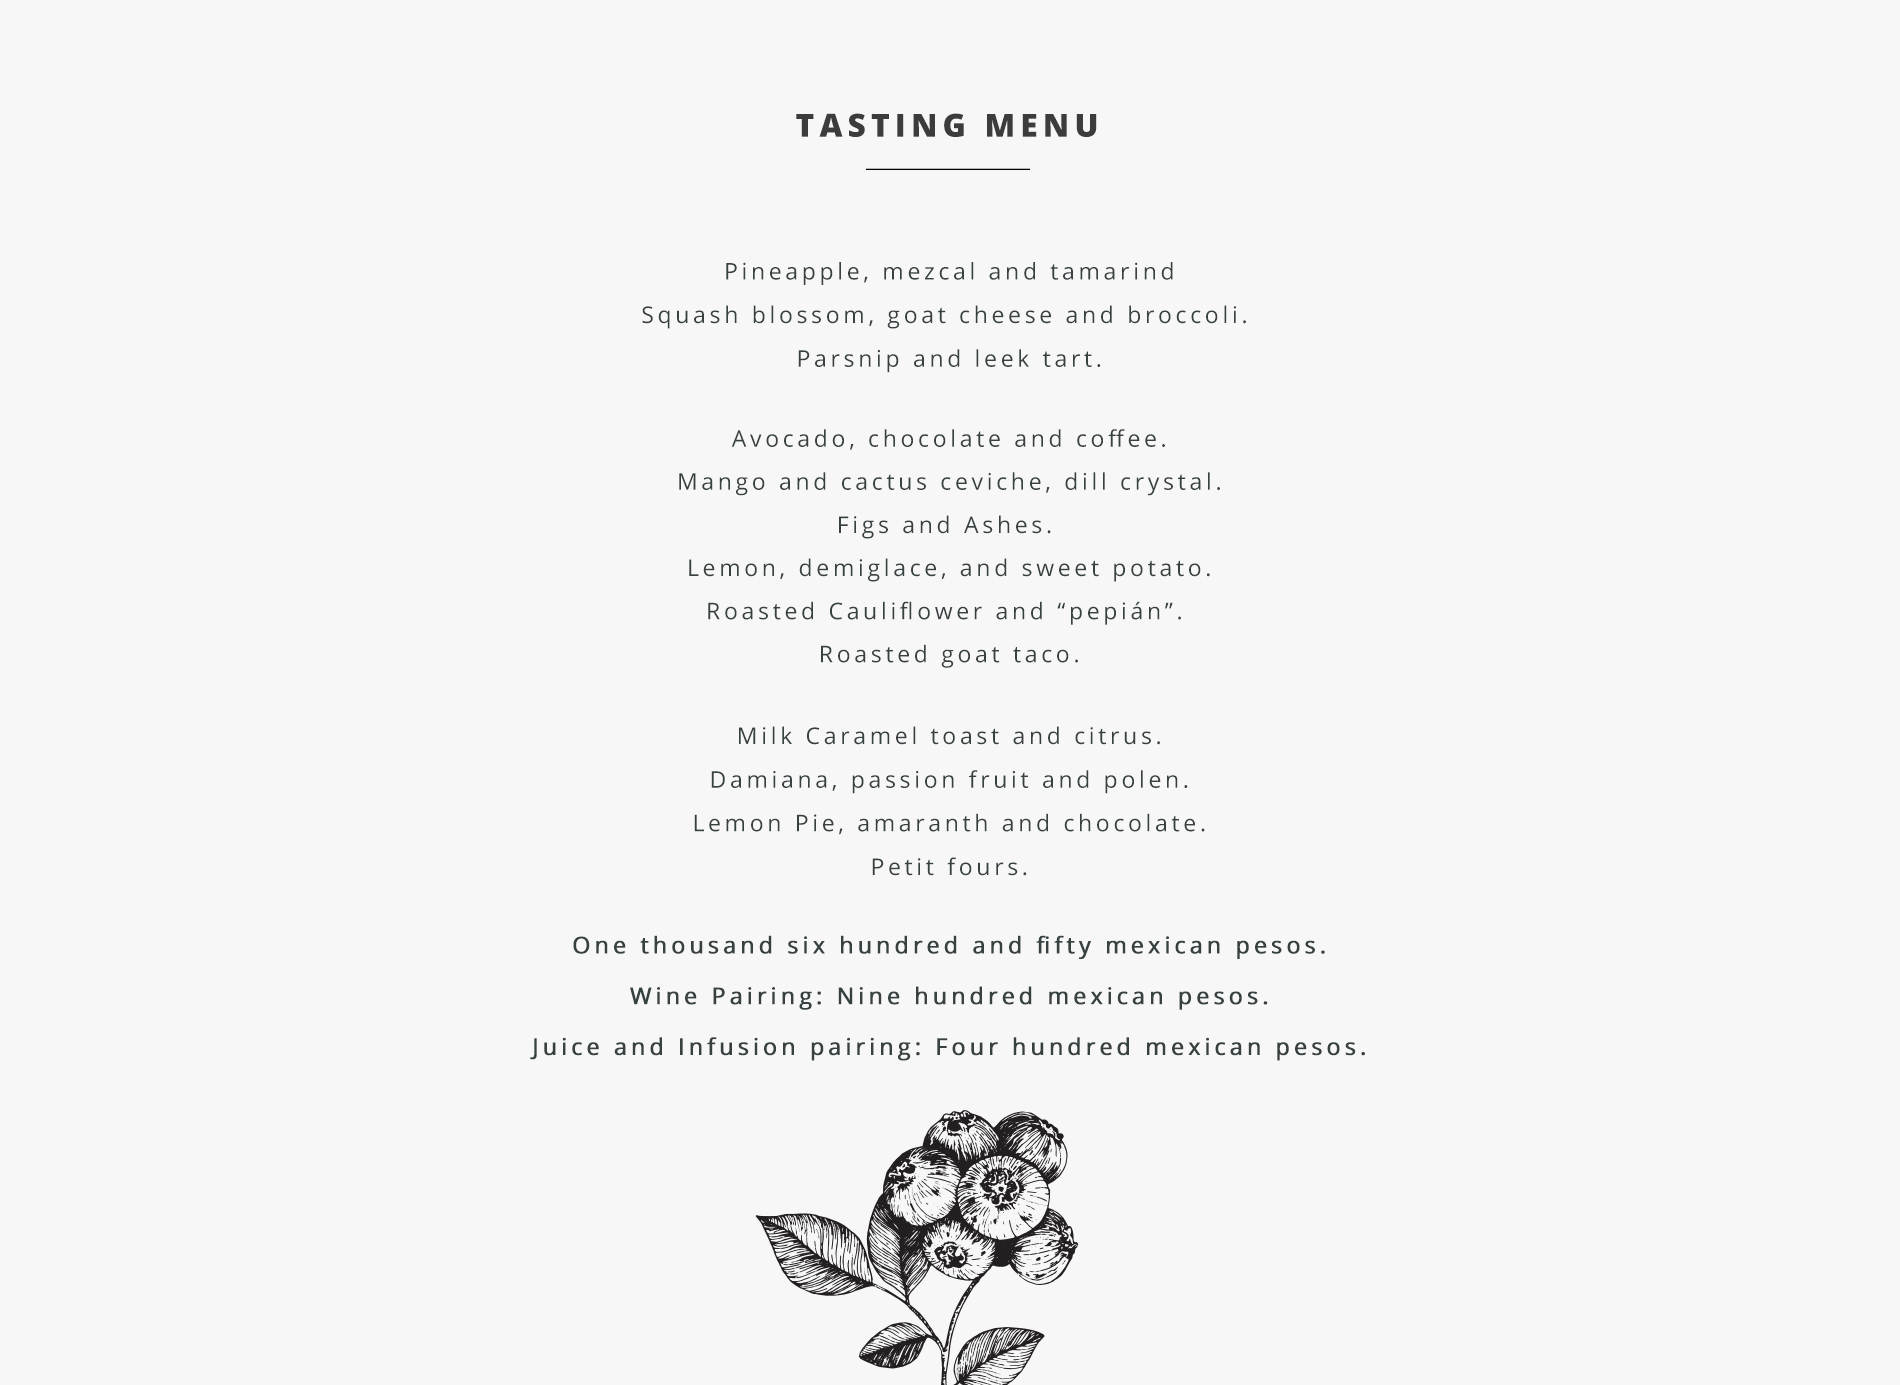 TASTING MENU
Pineapple, mezcal and tamarind
Squash blossom, goat cheese and broccoli.
Parsnip and leek tart.
Avocado, chocolate and coffee.
Mango and cactus ceviche, dill crystal.
Figs and Ashes.
Lemon, demiglace, and sweet potato.
Roasted Cauliflower and “pepián”.
Roasted goat taco.
Milk Caramel toast and citrus.
Damiana, passion fruit and polen.
Lemon Pie, amaranth and chocolate.
Petit fours.
One thousand six hundred and fifty mexican pesos.
Wine Pairing: Nine hundred mexican pesos.
Juice and Infusion pairing: Four hundred mexican pesos.